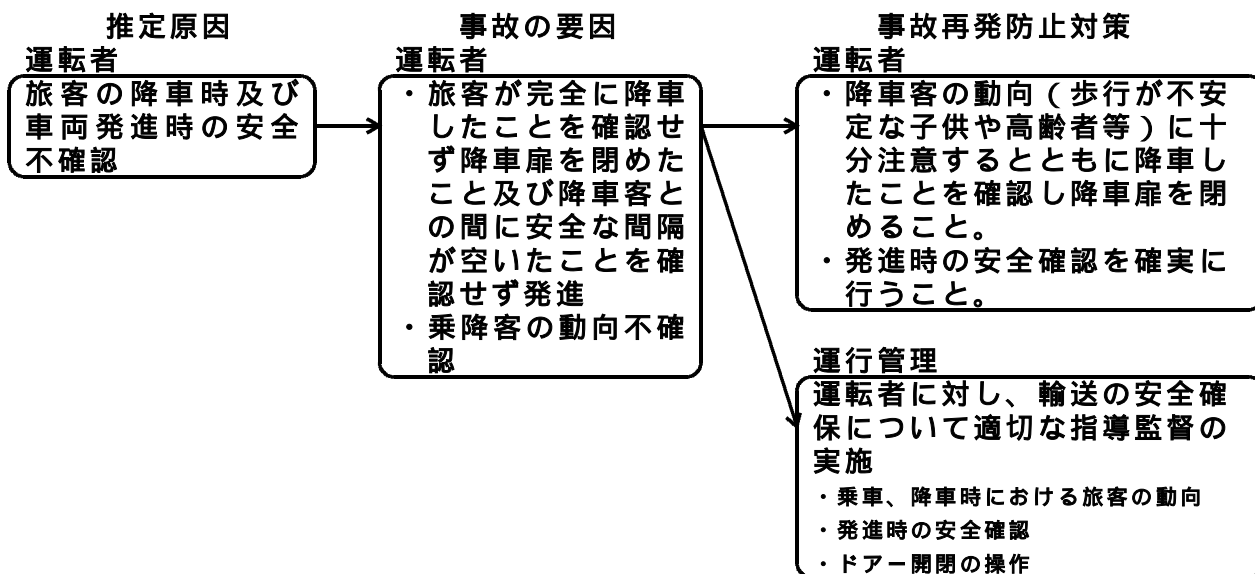 推定原因
運転者
旅客の降車時及び
車両発進時の安全
不確認
事故の要因
運転者
・旅客が完全に降車
したことを確認せ
ず降車扉を閉めた
こと及び降車客と
の間に安全な間隔
が空いたことを確
認せず発進
・乗降客の動向不確
認
事故再発防止対策
運転者
・降車客の動向（歩行が不安
定な子供や高齢者等）に十
分注意するとともに降車し
たことを確認し降車扉を閉
めること。
・発進時の安全確認を確実に
行うこと。
運行管理
運転者に対し、輸送の安全確
保について適切な指導監督の
実施
・乗車、降車時における旅客の動向
・発進時の安全確認
・ドアー開閉の操作